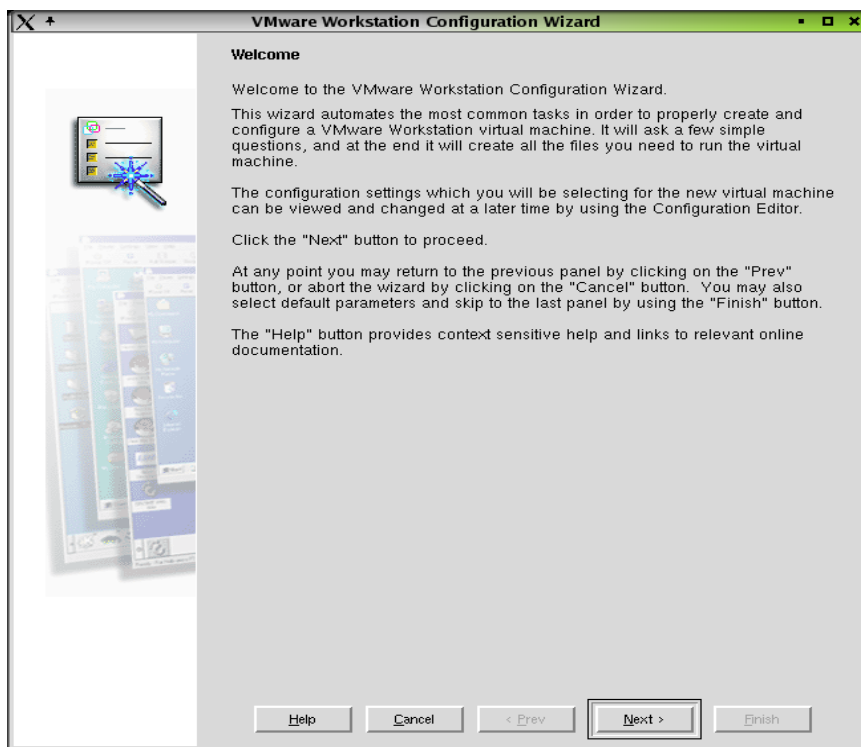 VMware Workstation Configuration Wizard
Welcome
Welcome to the VMware Workstation Configuration Wizard.
This wizard automates the most common tasks in order to properly create and
configure a VMware Workstation virtual machine. It will ask a few simple
questions, and at the end it will create all the files you need to run the virtual
machine.
The configuration settings which you will be selecting for the new virtual machine
can be viewed and changed at a later time by using the Configuration Editor.
Click the "Next" button to proceed.
At any point you may return to the previous panel by clicking on the "Prev"
button, or abort the wizard by clicking on the "Cancel" button.  You may also
select default parameters and skip to the last panel by using the "Finish" button.
The "Help" button provides context sensitive help and links to relevant online
documentation.
Help
Cancel
< Prev
Next >
Finish